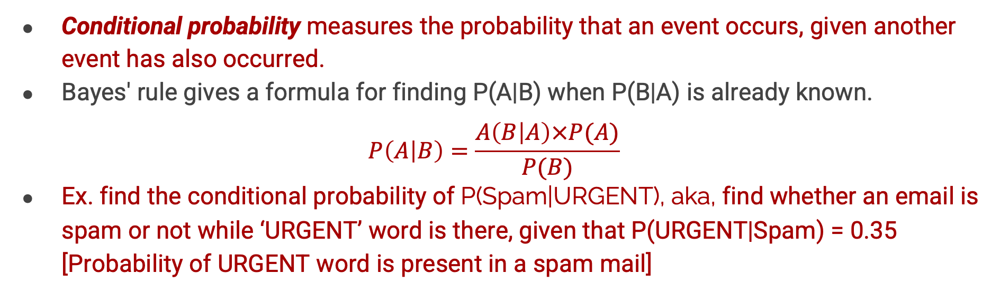 • Conditional probability measures the probability that an event occurs, given another
event has also occurred.
• Bayes' rule gives a formula for finding P(A|B) when P(B|A) is already known.
P(A|B) = A(B|A)×P(A) / P(B)
• Ex. find the conditional probability of P(Spam|URGENT), aka, find whether an email is
spam or not while ‘URGENT’ word is there, given that P(URGENT|Spam) = 0.35
[Probability of URGENT word is present in a spam mail]